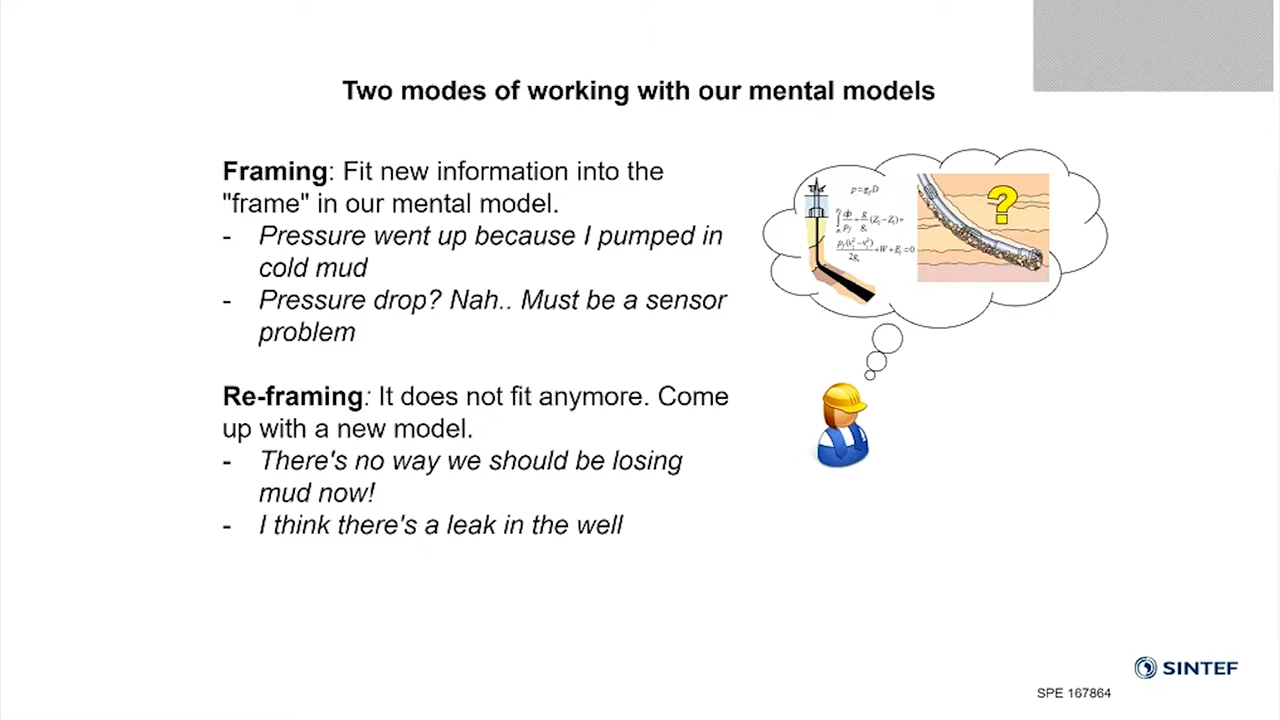 Two modes of working with our mental models
Framing: Fit new information into the
"frame" in our mental model.
- Pressure went up because I pumped in
cold mud
- Pressure drop? Nah.. Must be a sensor
problem
Re-framing: It does not fit anymore. Come
up with a new model.
- There's no way we should be losing
mud now!
- I think there's a leak in the well
?
SINTEF
SPE 167864